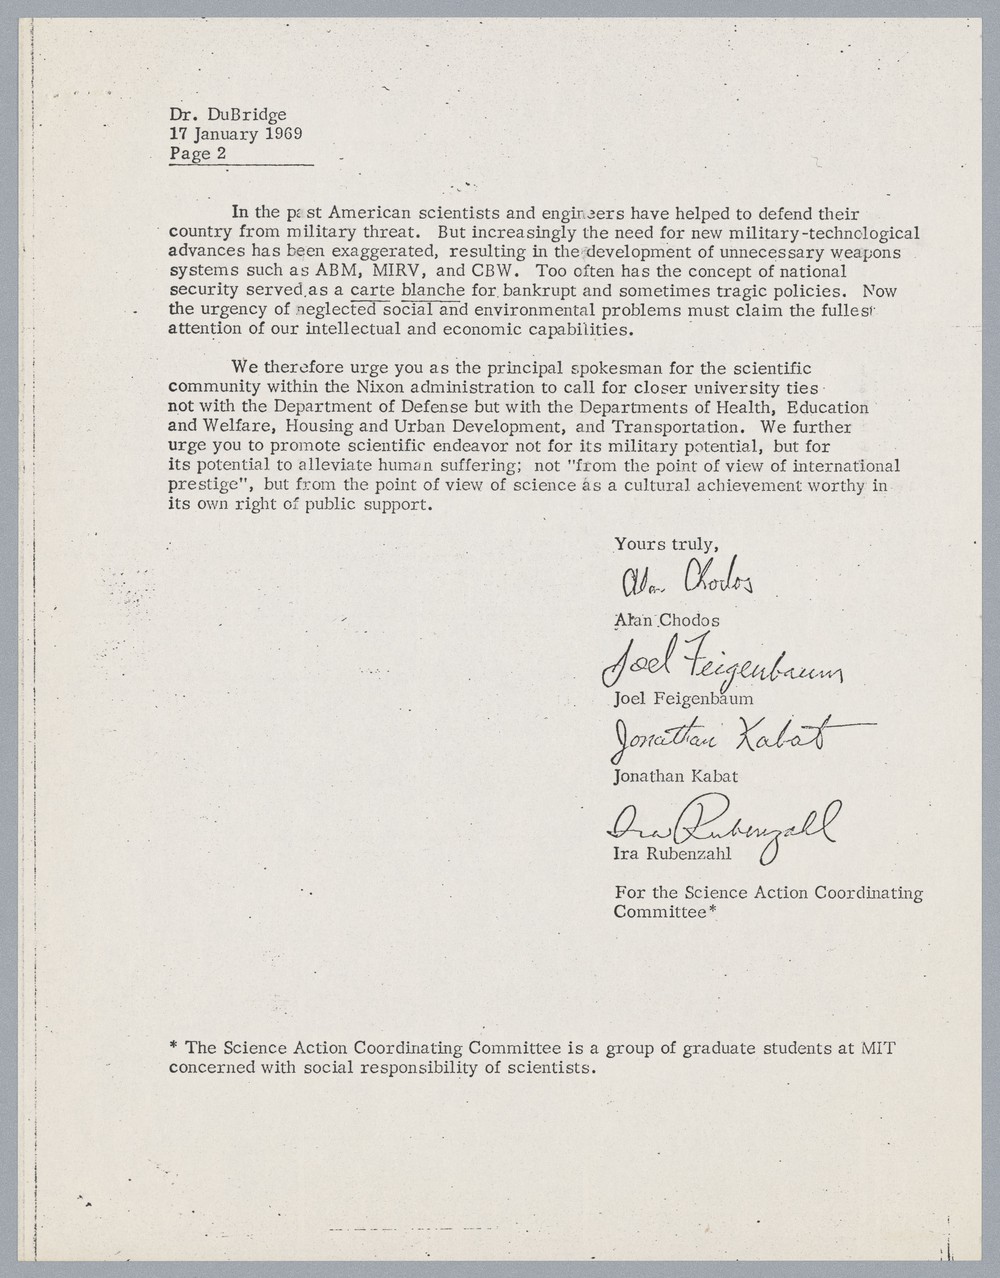 Dr. DuBridge
17 January 1969
Page 2
In the past American scientists and engineers have helped to defend their
country from military threat. But increasingly the need for new military-technological
advances has been exaggerated, resulting in the development of unnecessary weapons
systems such as ABM, MIRV, and CBW. Too often has the concept of national
security served as a carte blanche for bankrupt and sometimes tragic policies. Now
the urgency of neglected social and environmental problems must claim the fullest
attention of our intellectual and economic capabilities.
We therefore urge you as the principal spokesman for the scientific
community within the Nixon administration to call for closer university ties
not with the Department of Defense but with the Departments of Health, Education
and Welfare, Housing and Urban Development, and Transportation. We further
urge you to promote scientific endeavor not for its military potential, but for
its potential to alleviate human suffering; not "from the point of view of international
prestige", but from the point of view of science as a cultural achievement worthy in
its own right of public support.
Yours truly,
Alan Chodos
Alan Chodos
Joel Feigenbaum
Joel Feigenbaum
Jonathan Kabat
Jonathan Kabat
Ira Rubenzahl
Ira Rubenzahl
For the Science Action Coordinating
Committee*
* The Science Action Coordinating Committee is a group of graduate students at MIT
concerned with social responsibility of scientists.